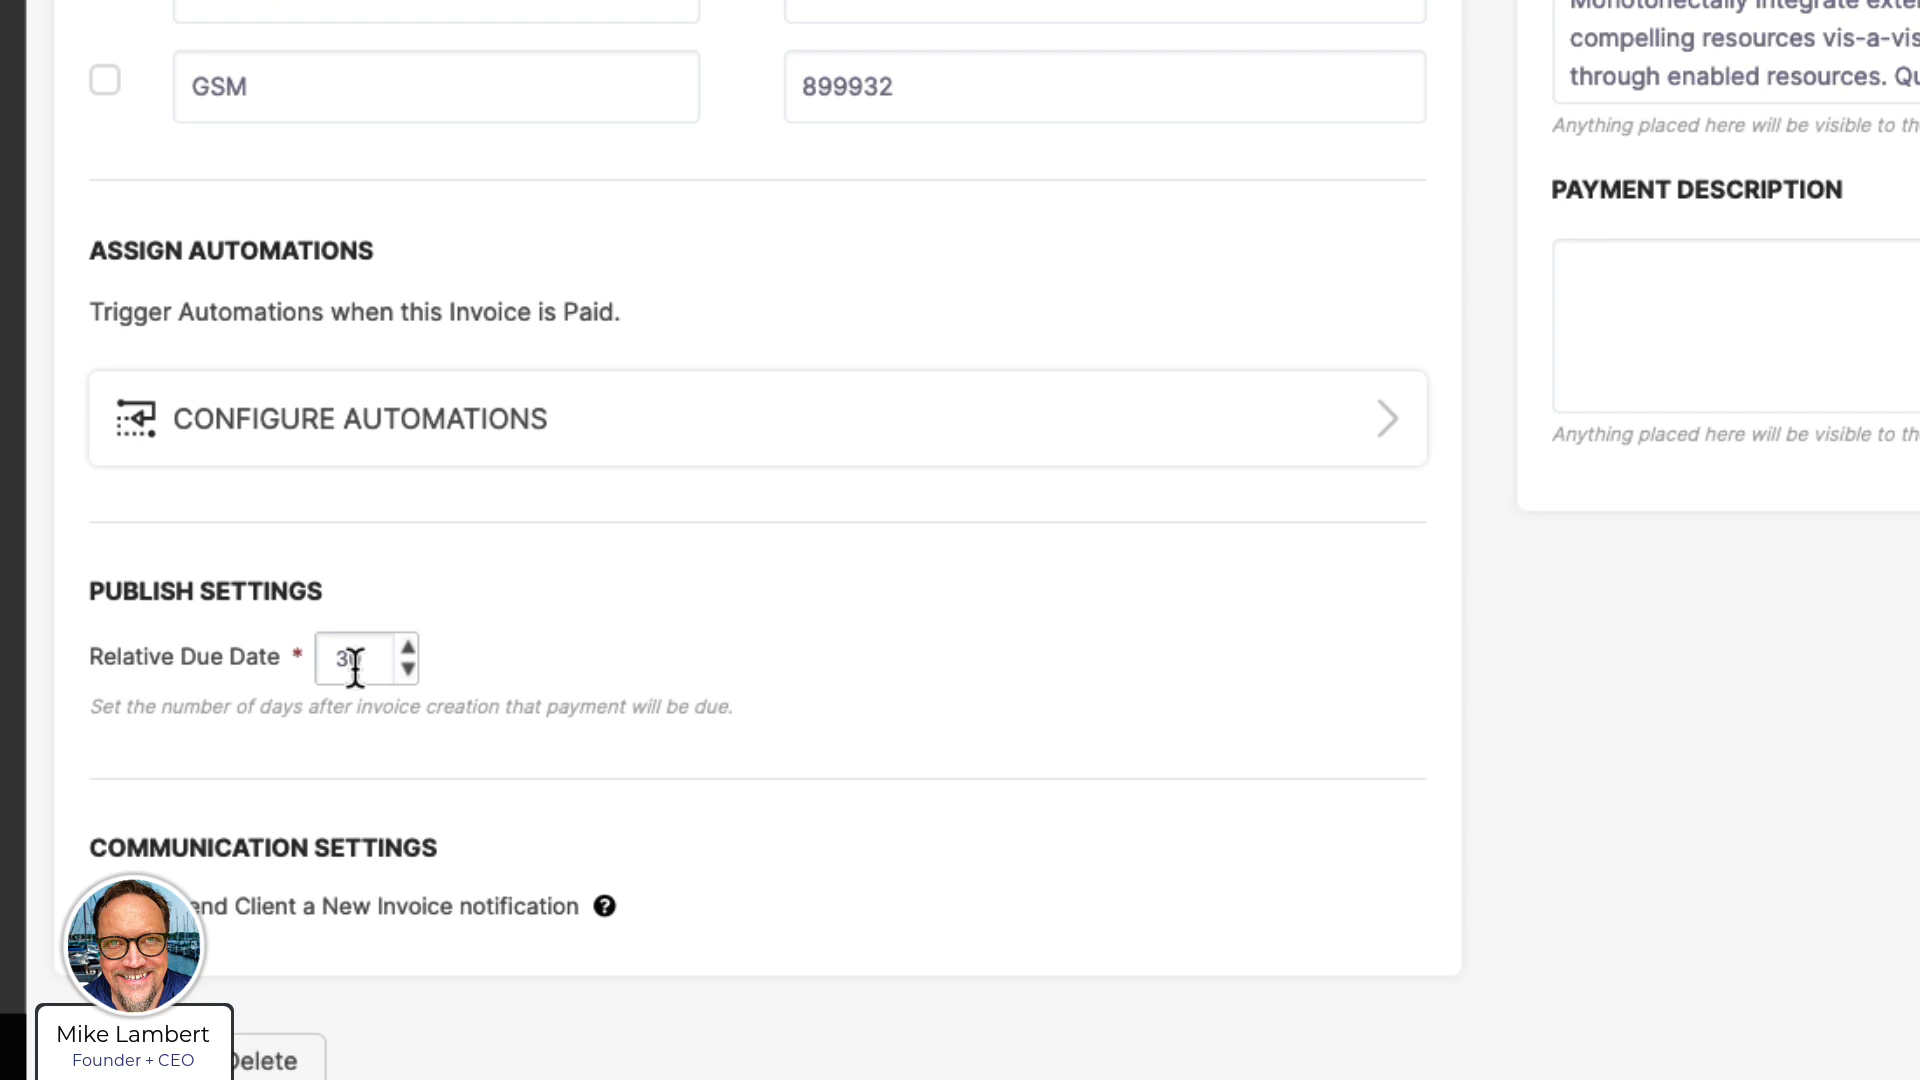 GSM
899932
ASSIGN AUTOMATIONS
Trigger Automations when this Invoice is Paid.
CONFIGURE AUTOMATIONS
PUBLISH SETTINGS
Relative Due Date *
Set the number of days after invoice creation that payment will be due.
COMMUNICATION SETTINGS
end Client a New Invoice notification ?
Mike Lambert
Founder + CEO
Delete
Monotonectally integrate exte
compelling resources vis-a-vis
through enabled resources. Qu
Anything placed here will be visible to th
PAYMENT DESCRIPTION
Anything placed here will be visible to th